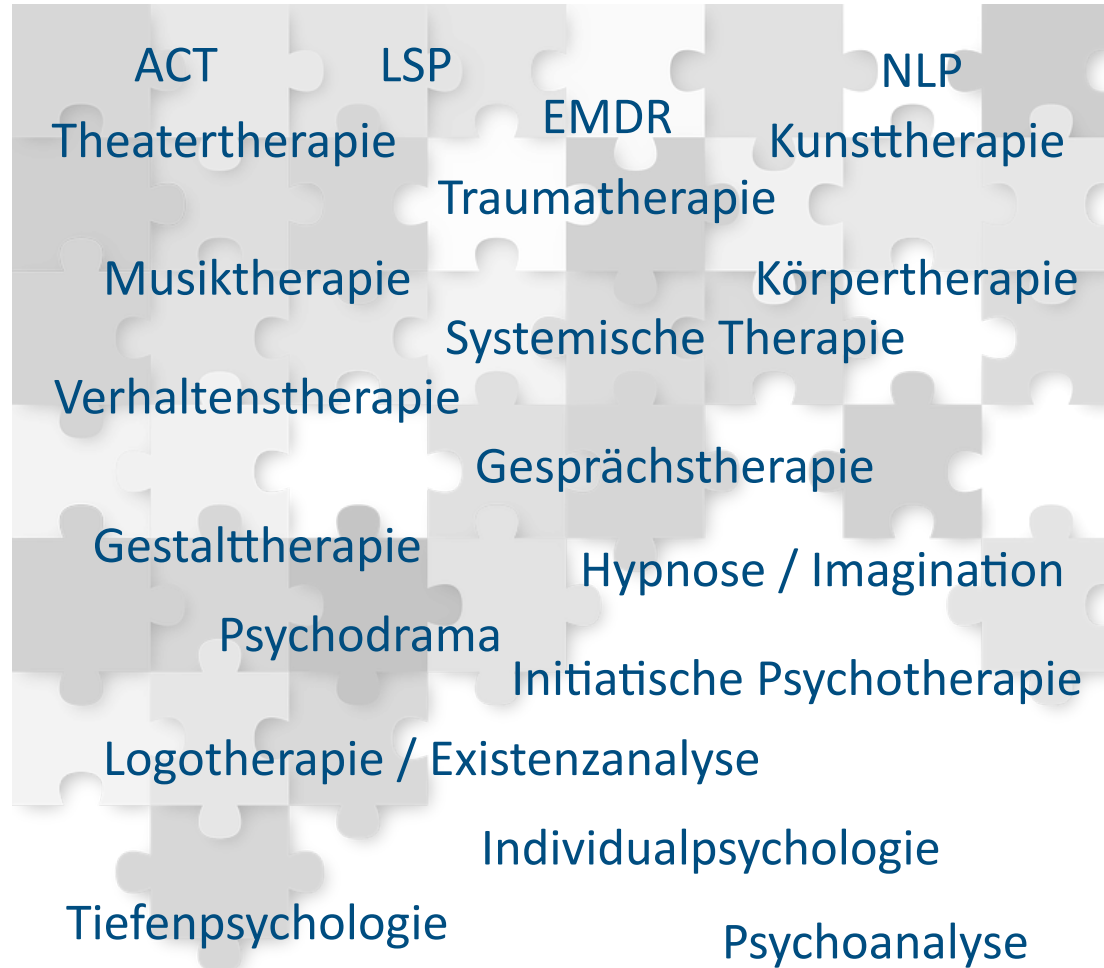 ACT
LSP
NLP
EMDR
Theatertherapie
Kunsttherapie
Traumatherapie
Musiktherapie
Körpertherapie
Systemische Therapie
Verhaltenstherapie
Gesprächstherapie
Gestalttherapie
Hypnose / Imagination
Psychodrama
Initiatische Psychotherapie
Logotherapie / Existenzanalyse
Individualpsychologie
Tiefenpsychologie
Psychoanalyse